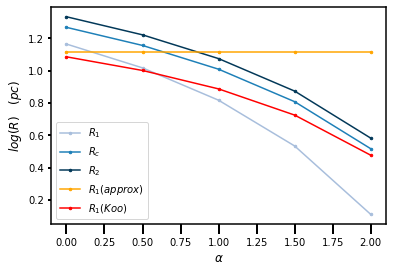 log(R) (pc)
1.2
1.0
0.8
0.6
0.4
0.2
R₁
R_c
R₂
R₁(approx)
R₁(Koo)
0.00 0.25 0.50 0.75 1.00 1.25 1.50 1.75 2.00
α